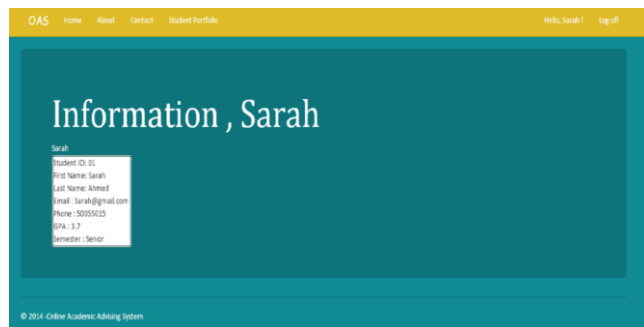 OAS Home About Contact Student Portfolio Hello, Sarah ! Log off
Information , Sarah
Sarah
Student ID: 01
First Name: Sarah
Last Name: Ahmed
Email : Sarah@gmail.com
Phone : 50055015
GPA : 3.7
Semester : Senior
© 2014 -Online Academic Advising System